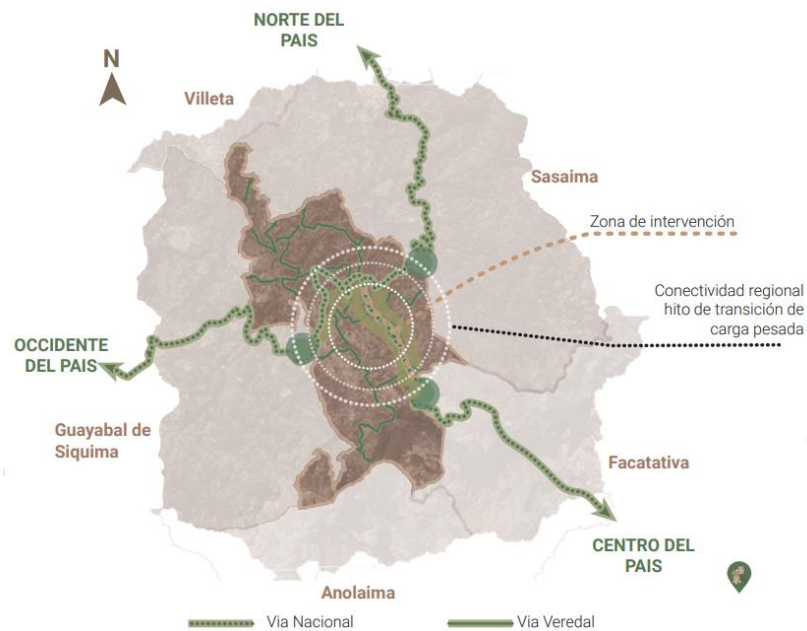 NORTE DEL
PAIS
N
Villeta
Sasaima
Zona de intervención
Conectividad regional
hito de transición de
carga pesada
OCCIDENTE
DEL PAIS
Guayabal de
Siquima
Facatativa
CENTRO DEL
PAIS
Anolaima
Via Nacional
Via Veredal